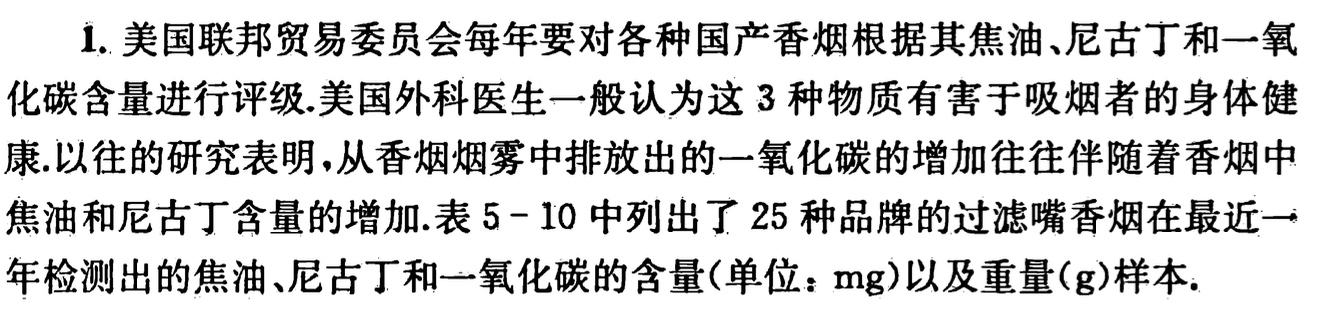 1. 美国联邦贸易委员会每年要对各种国产香烟根据其焦油、尼古丁和一氧
化碳含量进行评级.美国外科医生一般认为这 3 种物质有害于吸烟者的身体健
康.以往的研究表明,从香烟烟雾中排放出的一氧化碳的增加往往伴随着香烟中
焦油和尼古丁含量的增加.表 5-10 中列出了 25 种品牌的过滤嘴香烟在最近一
年检测出的焦油、尼古丁和一氧化碳的含量(单位: mg)以及重量(g)样本.